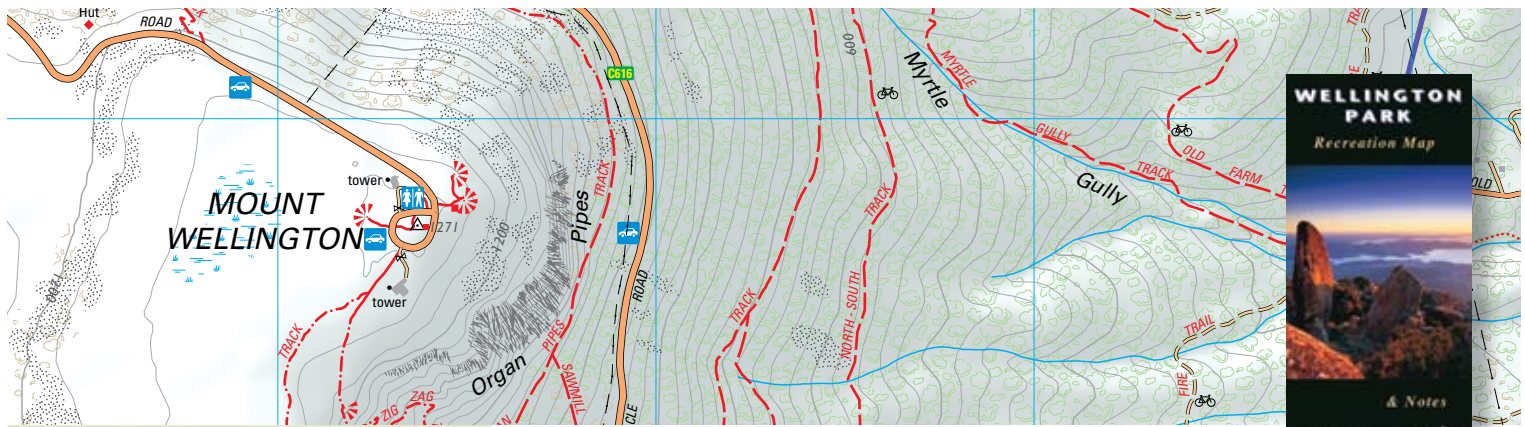 Hut
ROAD
C616
600
Myrtle
MYRTLE
GULLY
TRACK
Gully
OLD
FARM
tower
MOUNT
WELLINGTON
1271
1200
1200
Pipes
TRACK
ROAD
tower
TRACK
TRACK
TRACK
NORTH - SOUTH
PIPES
Organ
SAWMILL
ZIG
ZAG
CLE
TRAIL
FIRE
OLD
WELLINGTON
PARK
Recreation Map
& Notes